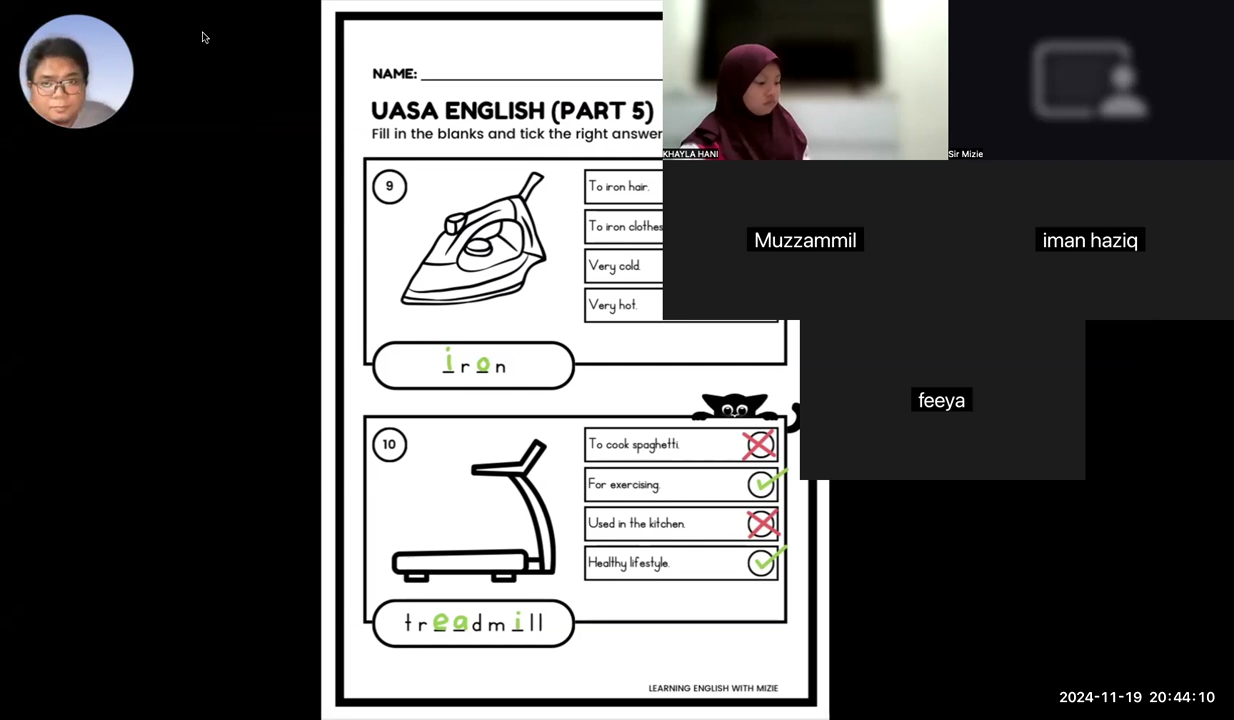 NAME:
UASA ENGLISH (PART 5)
Fill in the blanks and tick the right answer
9
To iron hair.
To iron clothes
Very cold.
Very hot.
iron
10
To cook spaghetti.
For exercising.
Used in the kitchen.
Healthy lifestyle.
treadmill
LEARNING ENGLISH WITH MIZIE
KHAYLA HANI
Sir Mizie
Muzzammil
iman haziq
feeya
2024-11-19 20:44:10